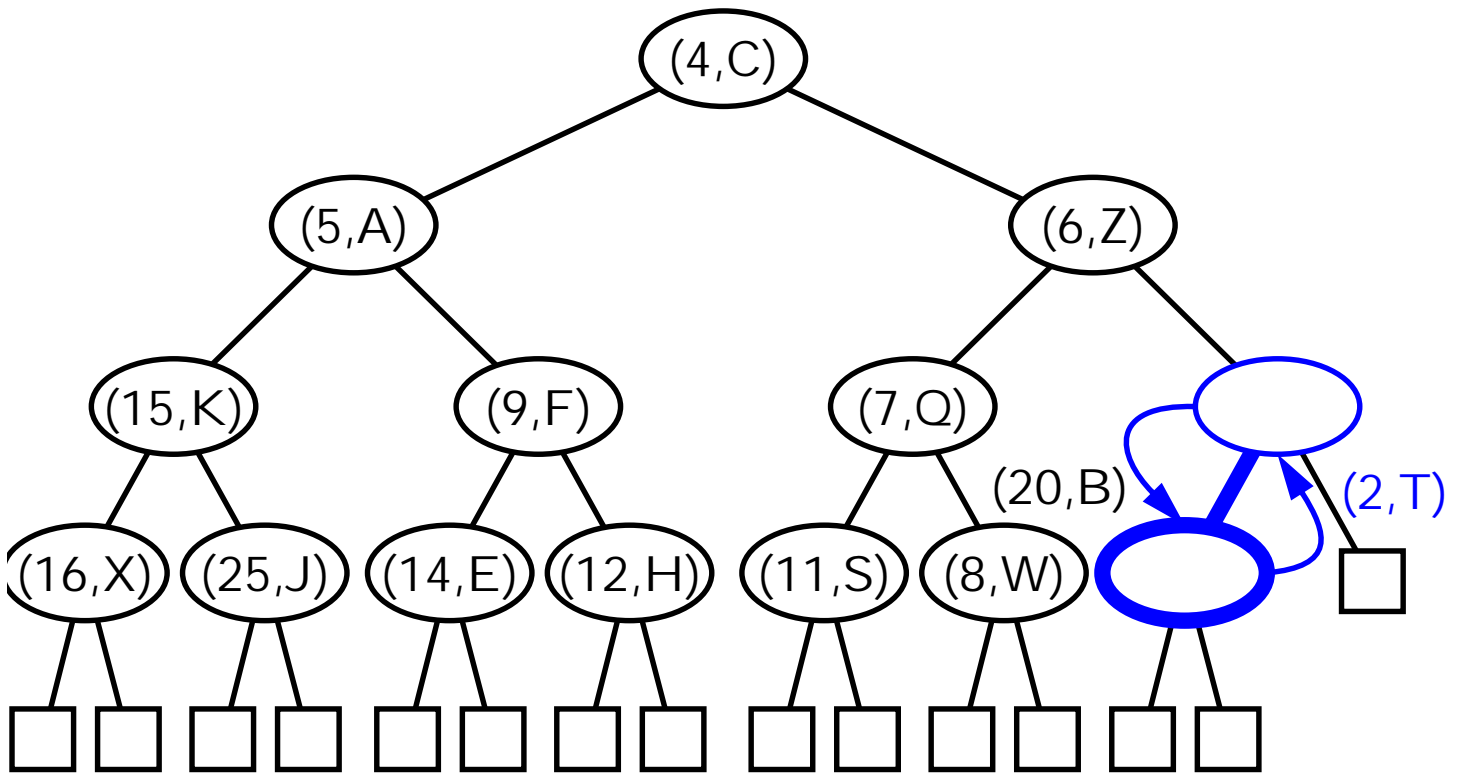 (4,C)
(5,A) (6,Z)
(15,K) (9,F) (7,Q)
(20,B) (2,T)
(16,X) (25,J) (14,E) (12,H) (11,S) (8,W)